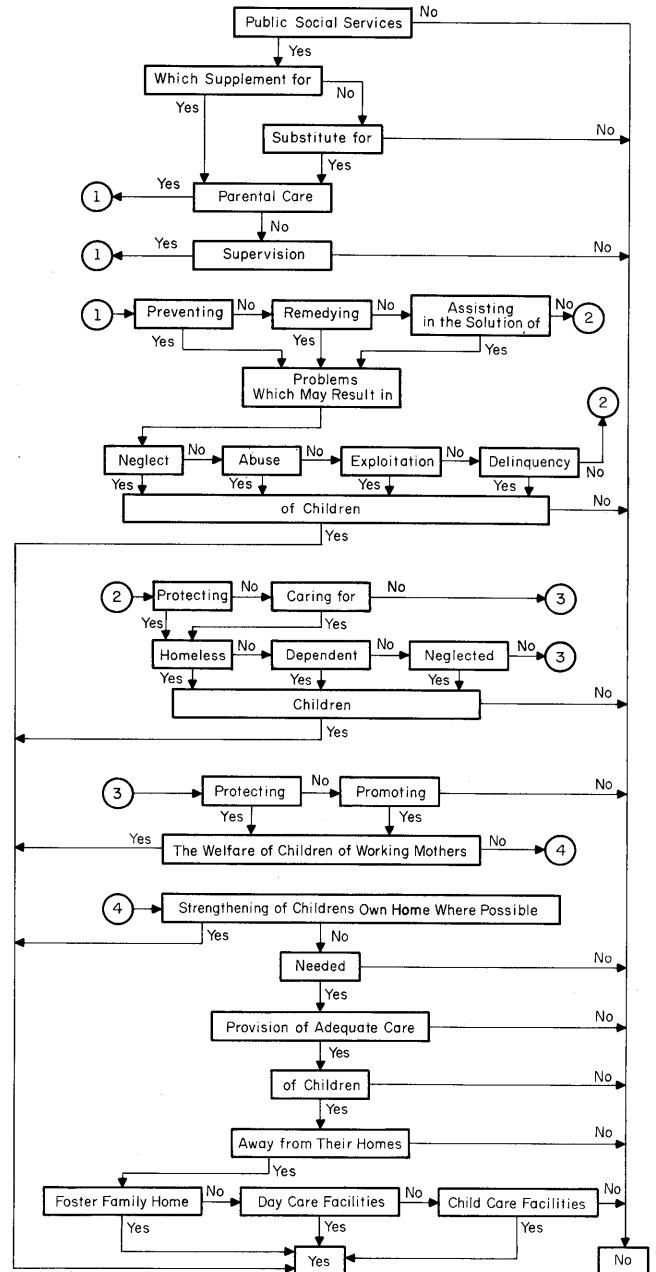 Public Social Services No
Yes
Which Supplement for
Yes No
Substitute for No
Yes
1 Yes Parental Care
No
1 Yes Supervision No
1 Preventing No Remedying No Assisting
in the Solution of No 2
Yes Yes Yes
Problems
Which May Result in
2
Neglect No Abuse No Exploitation No Delinquency No
Yes Yes Yes Yes
of Children No
Yes
2 Protecting No Caring for No 3
Yes Yes
Homeless No Dependent No Neglected No 3
Yes Yes Yes
Children No
Yes
3 Protecting No Promoting No
Yes Yes
Yes The Welfare of Children of Working Mothers No 4
4 Strengthening of Childrens Own Home Where Possible
Yes No
Needed No
Yes
Provision of Adequate Care No
Yes
of Children No
Yes
Away from Their Homes No
Yes
Foster Family Home No Day Care Facilities No Child Care Facilities No
Yes Yes Yes
Yes No